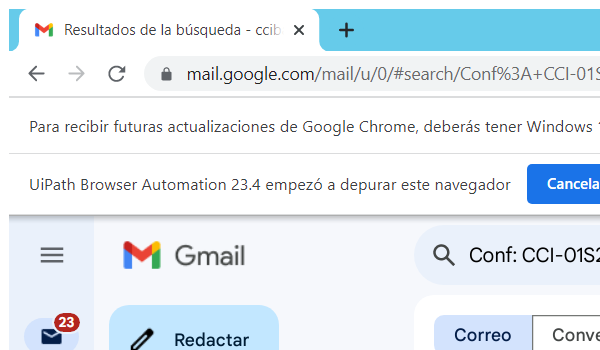 Resultados de la búsqueda - ccib
mail.google.com/mail/u/0/#search/Conf%3A+CCI-01S
Para recibir futuras actualizaciones de Google Chrome, deberás tener Windows 1
UiPath Browser Automation 23.4 empezó a depurar este navegador
Cancela
Gmail
Conf: CCI-01S2
23
Redactar
Correo
Conve